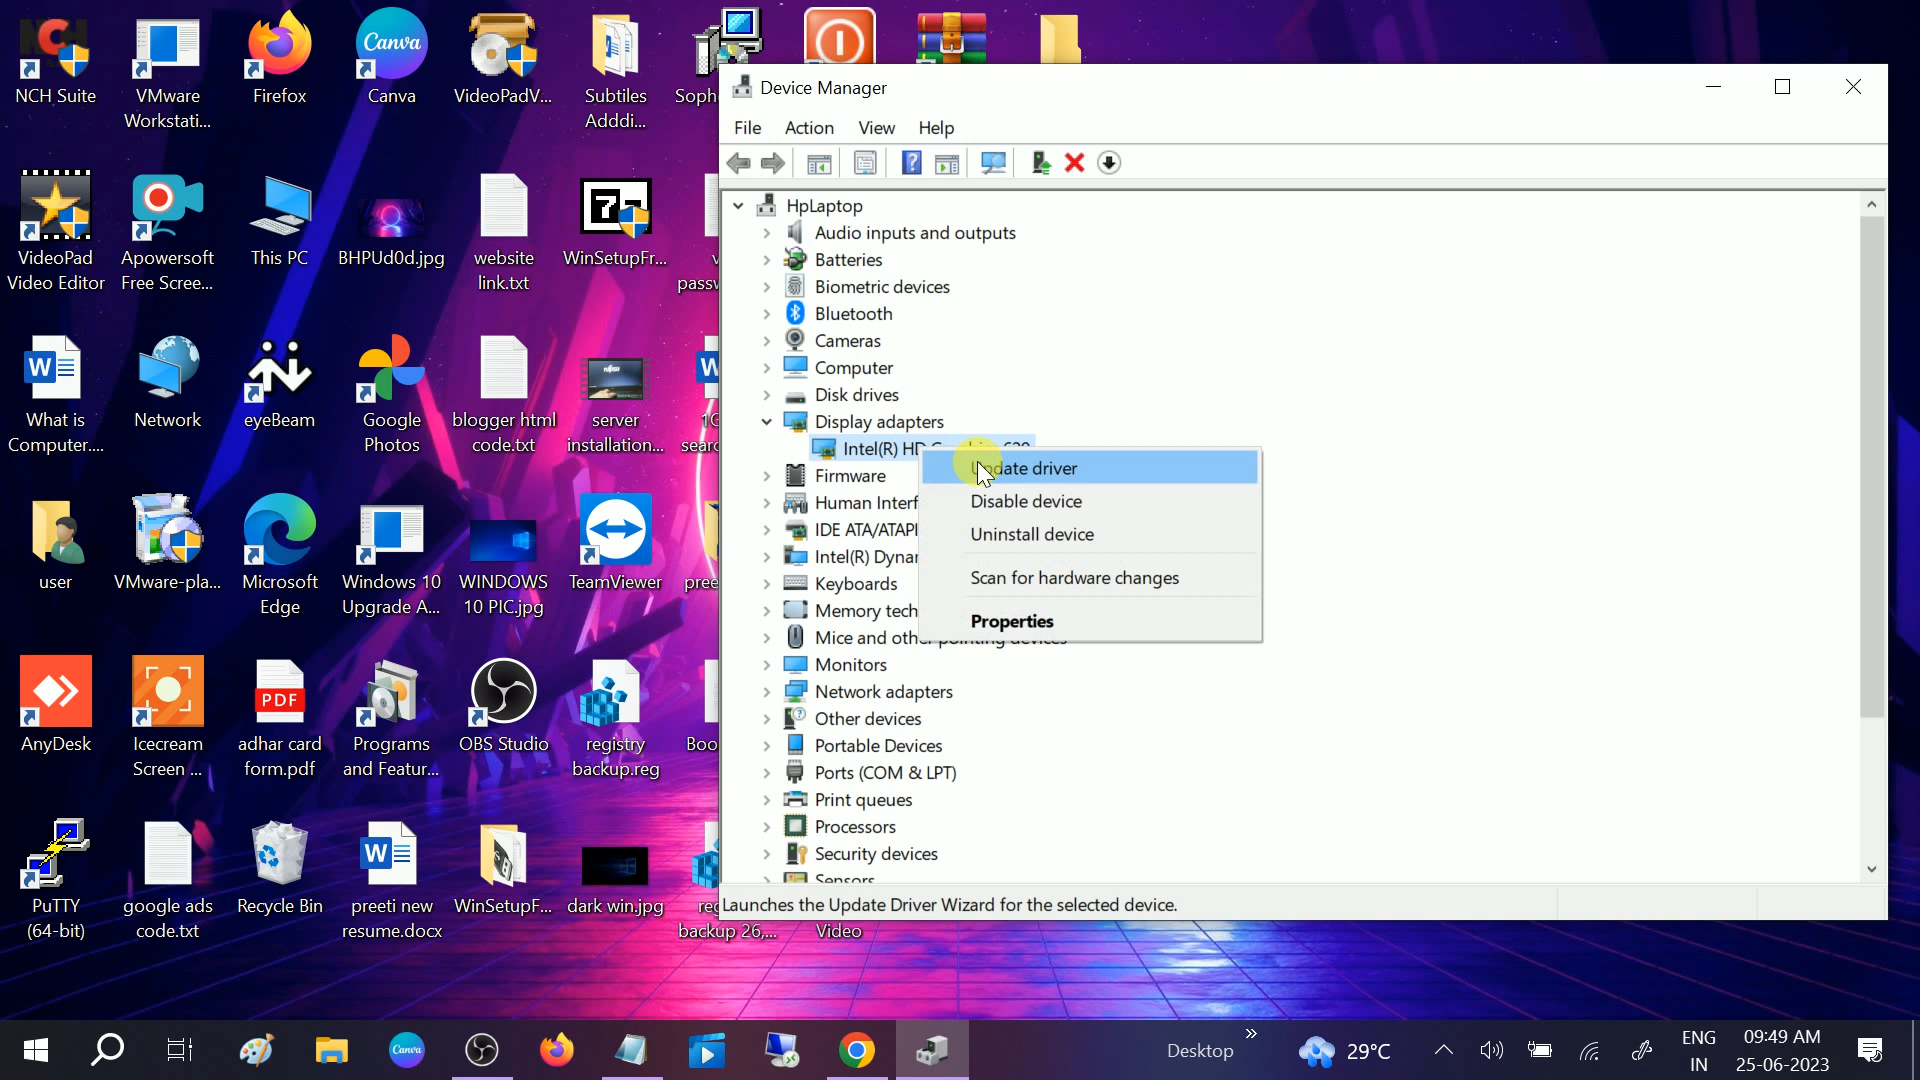 NCH Suite
VMware
Workstati...
Firefox
Canva
Canva
VideoPadV...
Subtiles
Adddi...
VideoPad
Video Editor
Apowersoft
Free Scree...
This PC
BHPUd0d.jpg
website
link.txt
WinSetupFr...
What is
Computer....
Network
eyeBeam
Google
Photos
blogger html
code.txt
FUJITSU
server
installation...
user
VMware-pla...
Microsoft
Edge
Windows 10
Upgrade A...
WINDOWS
10 PIC.jpg
TeamViewer
AnyDesk
Icecream
Screen ...
PDF
adhar card
form.pdf
Programs
and Featur...
OBS Studio
registry
backup.reg
PuTTY
(64-bit)
google ads
code.txt
Recycle Bin
preeti new
resume.docx
WinSetupF...
dark win.jpg
backup 26,...
Video
Device Manager
File Action View Help
HpLaptop
Audio inputs and outputs
Batteries
Biometric devices
Bluetooth
Cameras
Computer
Disk drives
Display adapters
Intel(R) HD
Firmware
Human Interf
IDE ATA/ATAPI
Intel(R) Dynar
Keyboards
Memory tech
Mice and other pointing devices
Monitors
Network adapters
Other devices
Portable Devices
Ports (COM & LPT)
Print queues
Processors
Security devices
Sensors
Update driver
Disable device
Uninstall device
Scan for hardware changes
Properties
Launches the Update Driver Wizard for the selected device.
Canva
Desktop
29°C
ENG
IN
09:49 AM
25-06-2023